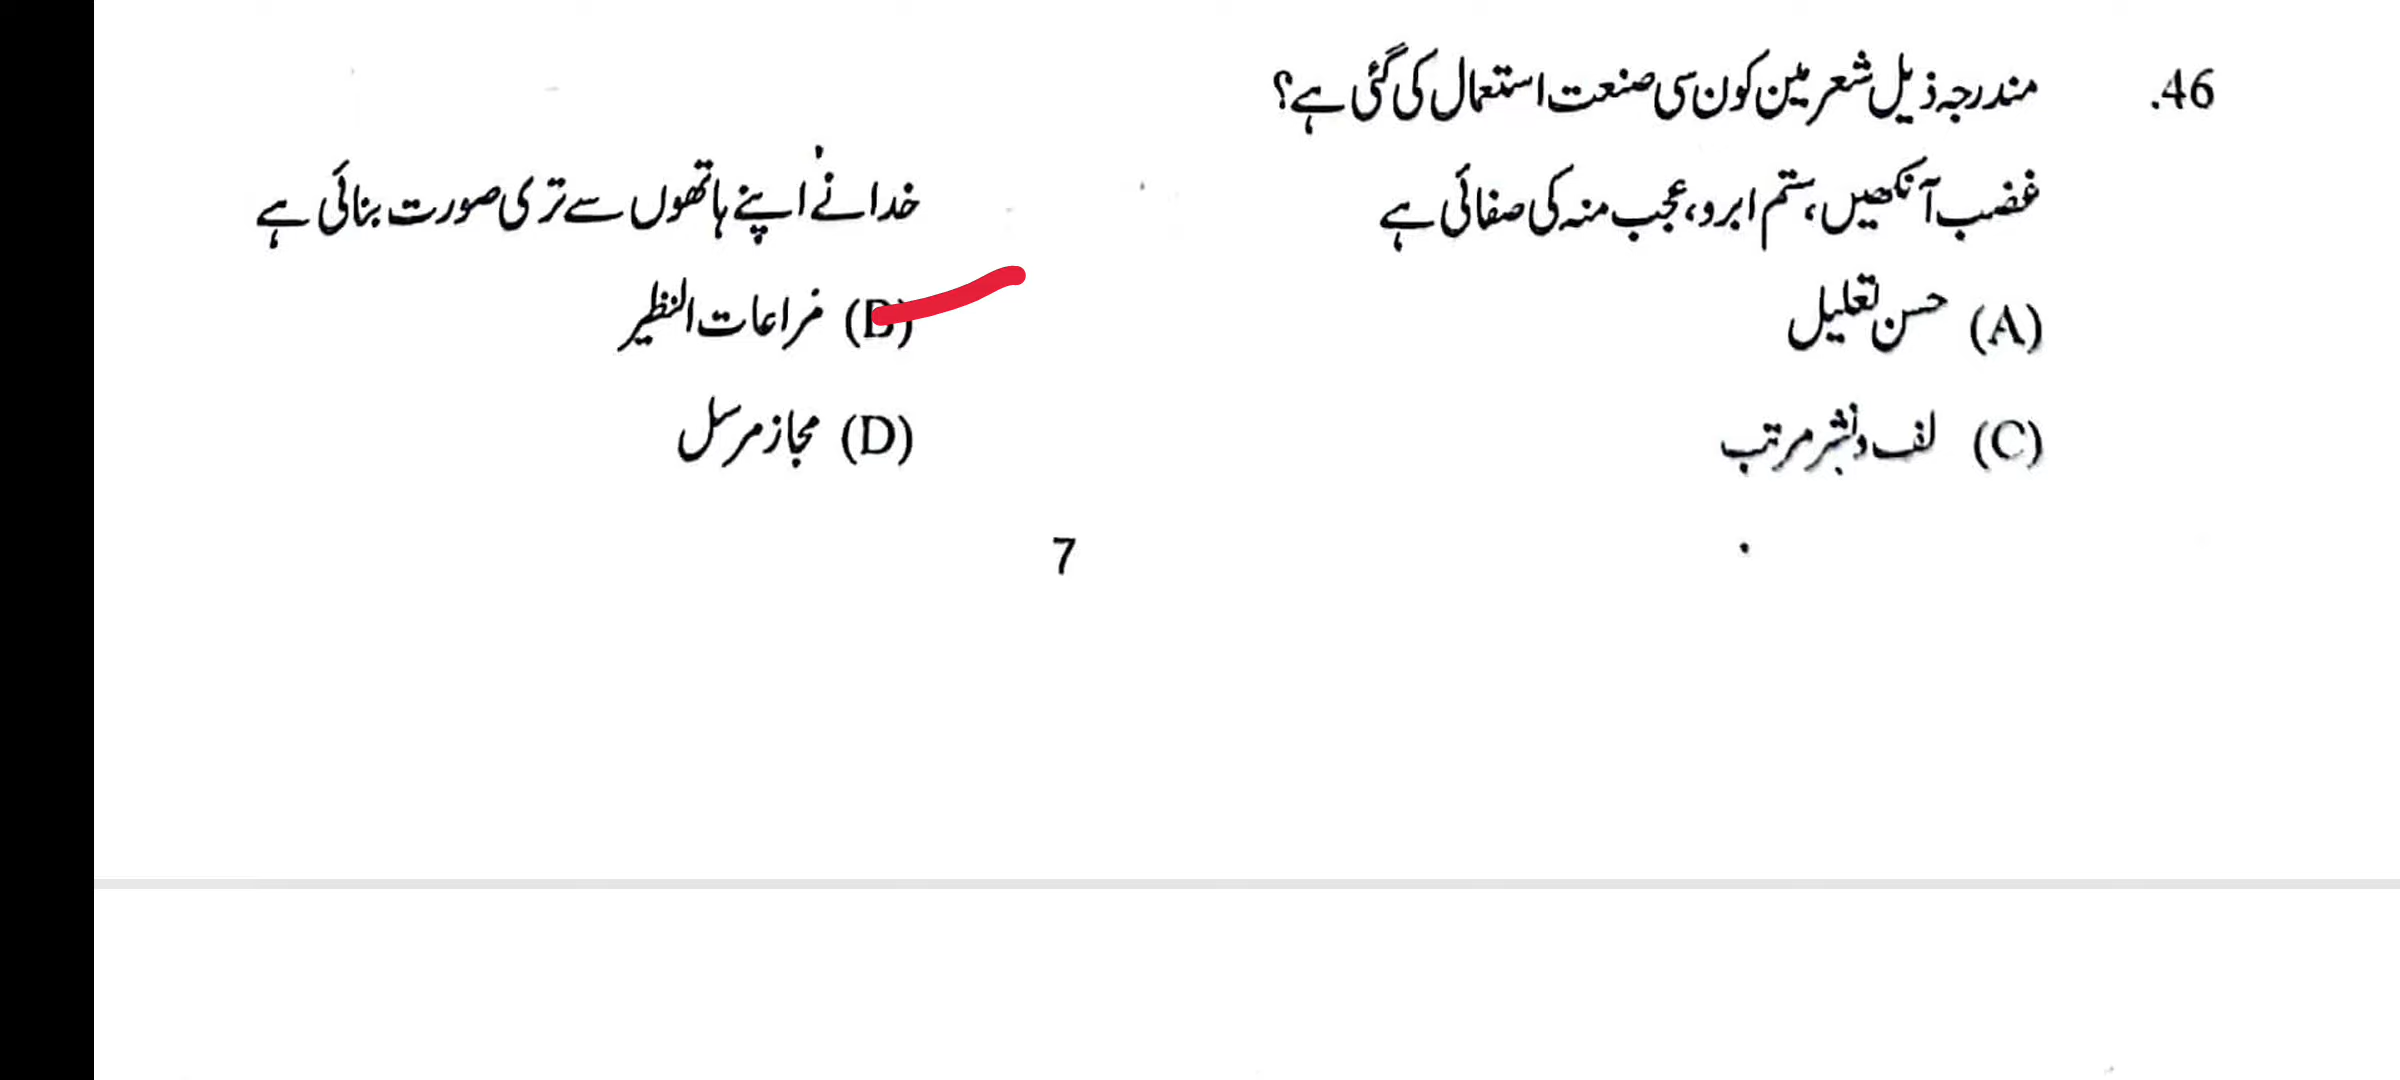 46. مندرجہ ذیل شعر میں کون سی صنعت استعمال کی گئی ہے؟
غضب آنکھیں، ستم ابرو، عجب منہ کی صفائی ہے خدا نے اپنے ہاتھوں سے تری صورت بنائی ہے
(A) حسن تعلیل (B) مراعات النظیر
(C) لف و نشر مرتب (D) مجاز مرسل
7